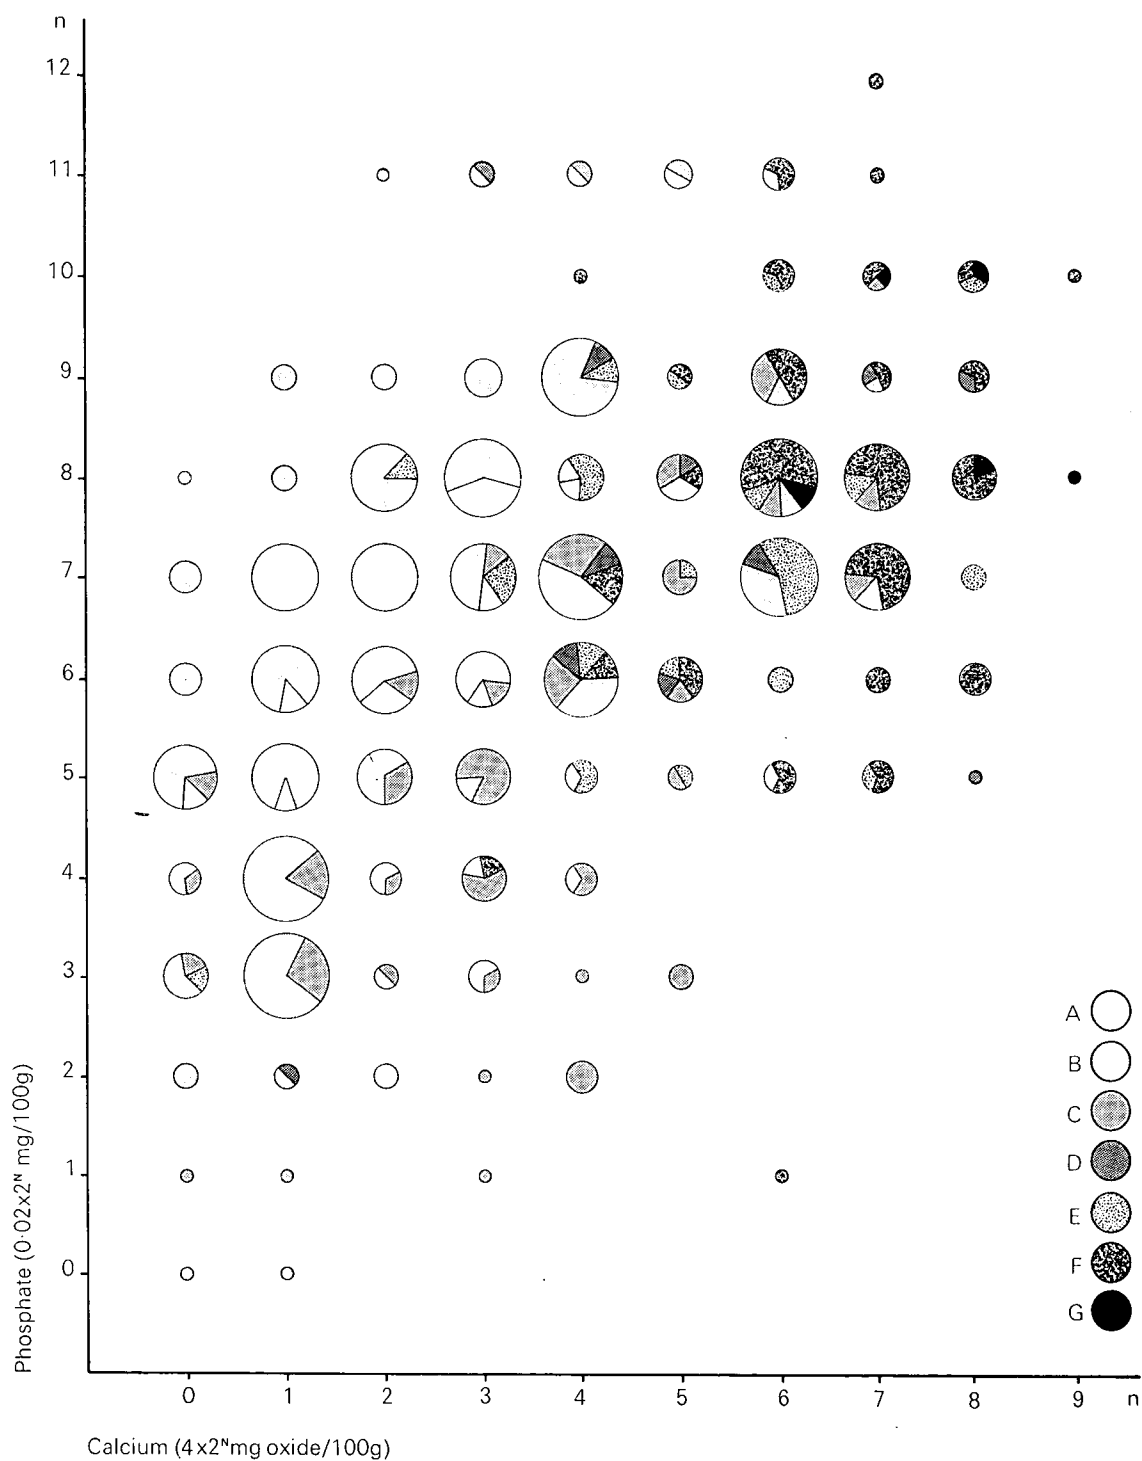 n
12
11
10
9
8
7
6
5
4
3
2
1
0
Phosphate (0·02x2ᴺ mg/100g)
A
B
C
D
E
F
G
0 1 2 3 4 5 6 7 8 9 n
Calcium (4x2ᴺmg oxide/100g)